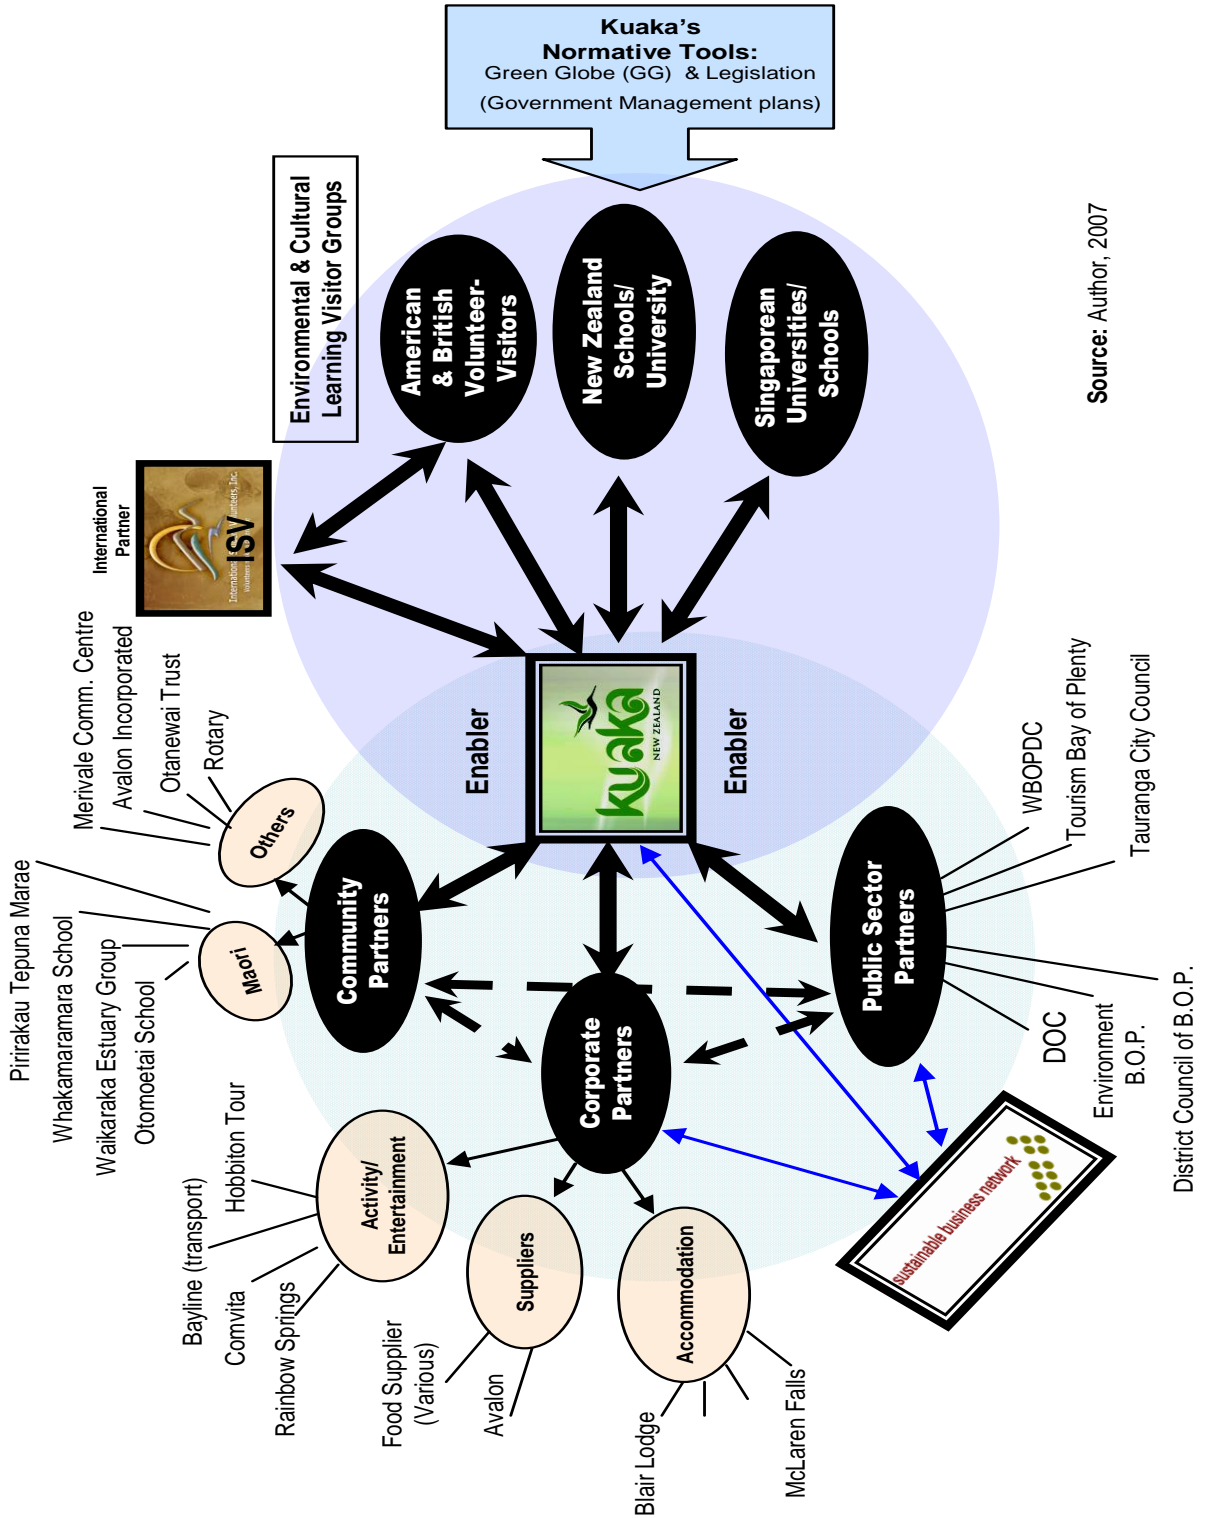 Kuaka's
Normative Tools:
Green Globe (GG) & Legislation
(Government Management plans)
Environmental & Cultural
Learning Visitor Groups
American
& British
Volunteer-
Visitors
New Zealand
Schools/
University
Singaporean
Universities/
Schools
Source: Author, 2007
International
Partner
ISV
Enabler
kuaka
NEW ZEALAND
Enabler
Merivale Comm. Centre
Avalon Incorporated
Otanewai Trust
Rotary
Others
Pirirakau Tepuna Marae
Whakamaramara School
Waikaraka Estuary Group
Otomoetai School
Maori
Community
Partners
Corporate
Partners
Public Sector
Partners
WBOPDC
Tourism Bay of Plenty
Tauranga City Council
DOC
Environment
B.O.P.
District Council of B.O.P.
Hobbiton Tour
Bayline (transport)
Comvita
Rainbow Springs
Activity/
Entertainment
Suppliers
Food Supplier
(Various)
Avalon
Accommodation
Blair Lodge
McLaren Falls
sustainable business network